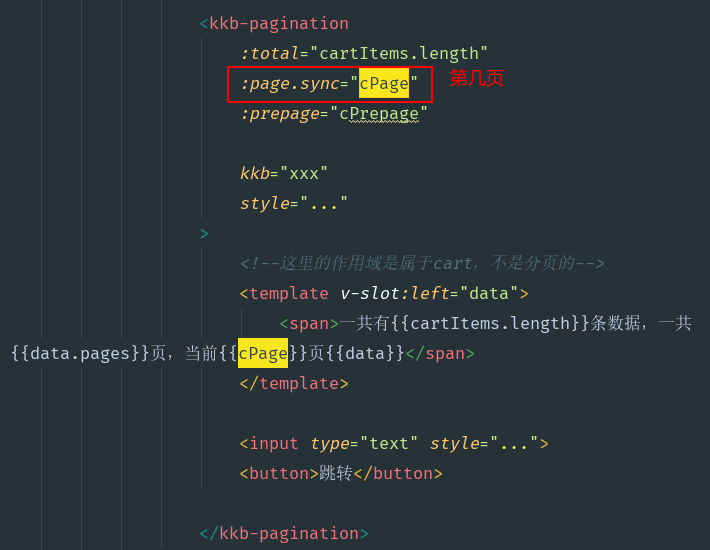 <kkb-pagination
:total="cartItems.length"
:page.sync="cPage" 第几页
:prepage="cPrepage"
kkb="xxx"
style="..."
>
<!--这里的作用域是属于cart，不是分页的-->
<template v-slot:left="data">
<span>一共有{{cartItems.length}}条数据，一共
{{data.pages}}页，当前{{cPage}}页{{data}}</span>
</template>
<input type="text" style="...">
<button>跳转</button>
</kkb-pagination>